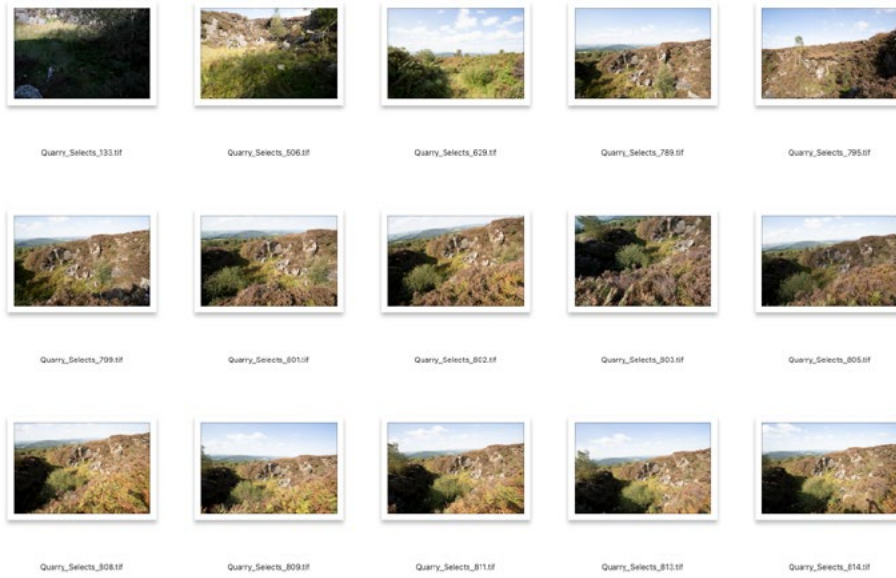 Quarry_Selects_133.tif
Quarry_Selects_506.tif
Quarry_Selects_629.tif
Quarry_Selects_789.tif
Quarry_Selects_795.tif
Quarry_Selects_799.tif
Quarry_Selects_801.tif
Quarry_Selects_802.tif
Quarry_Selects_803.tif
Quarry_Selects_805.tif
Quarry_Selects_808.tif
Quarry_Selects_809.tif
Quarry_Selects_811.tif
Quarry_Selects_813.tif
Quarry_Selects_814.tif